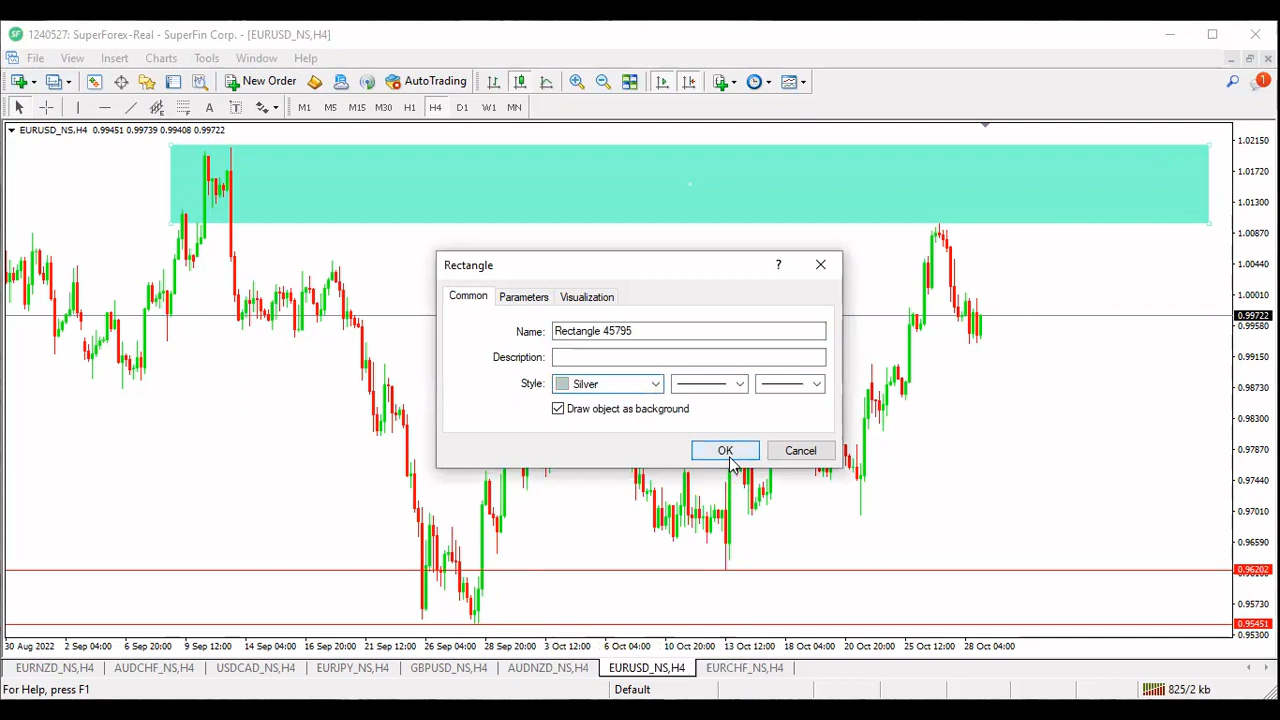 SF 1240527: SuperForex-Real - SuperFin Corp. - [EURUSD_NS,H4]
File View Insert Charts Tools Window Help
New Order AutoTrading 1
A T M1 M5 M15 M30 H1 H4 D1 W1 MN
EURUSD_NS,H4 0.99451 0.99739 0.99408 0.99722
1.02150
1.01720
1.01300
1.00870
1.00440
1.00010
0.99722
0.99580
0.99150
0.98730
0.98300
0.97870
0.97440
0.97010
0.96590
0.96202
0.95730
0.95451
0.95300
Rectangle ?
Common Parameters Visualization
Name: Rectangle 45795
Description:
Style: Silver
Draw object as background
OK Cancel
30 Aug 2022 2 Sep 04:00 6 Sep 20:00 9 Sep 12:00 14 Sep 04:00 16 Sep 20:00 21 Sep 12:00 26 Sep 04:00 28 Sep 20:00 3 Oct 12:00 6 Oct 04:00 10 Oct 20:00 13 Oct 12:00 18 Oct 04:00 20 Oct 20:00 25 Oct 12:00 28 Oct 04:00
EURNZD_NS,H4 AUDCHF_NS,H4 USDCAD_NS,H4 EURJPY_NS,H4 GBPUSD_NS,H4 AUDNZD_NS,H4 EURUSD_NS,H4 EURCHF_NS,H4
For Help, press F1 Default 825/2 kb